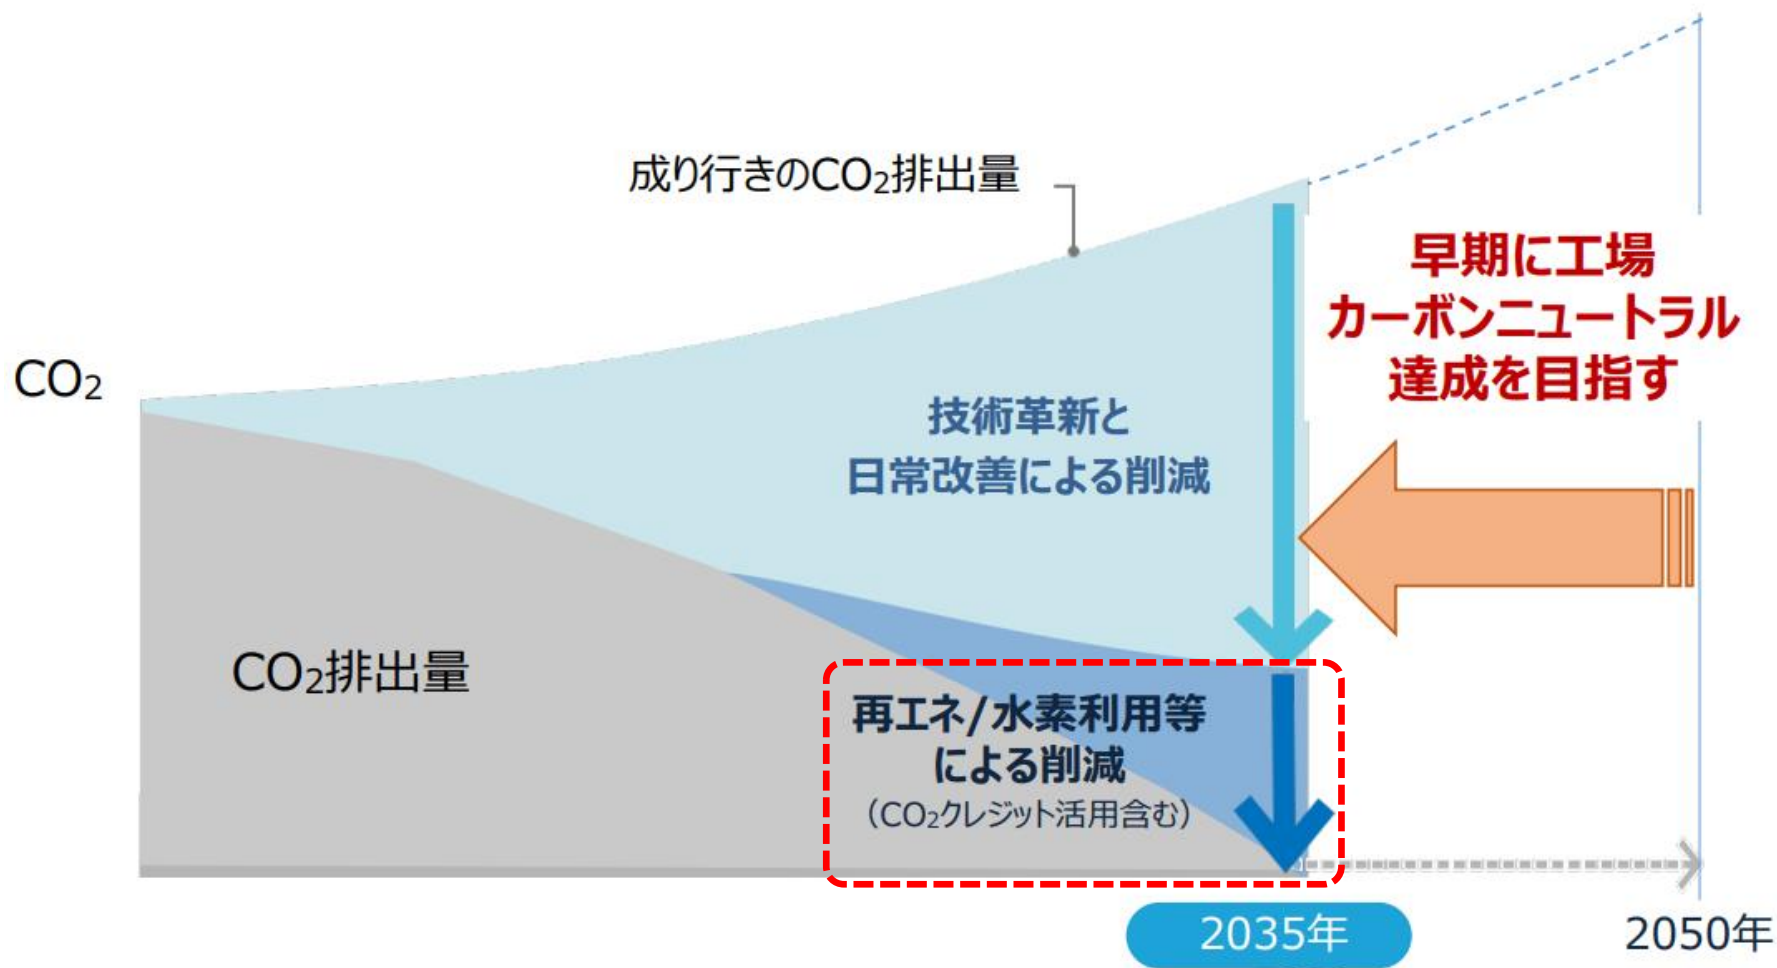 成り行きのCO₂排出量
早期に工場
カーボンニュートラル
達成を目指す
CO₂
技術革新と
日常改善による削減
CO₂排出量
再エネ/水素利用等
による削減
（CO₂クレジット活用含む）
2035年
2050年